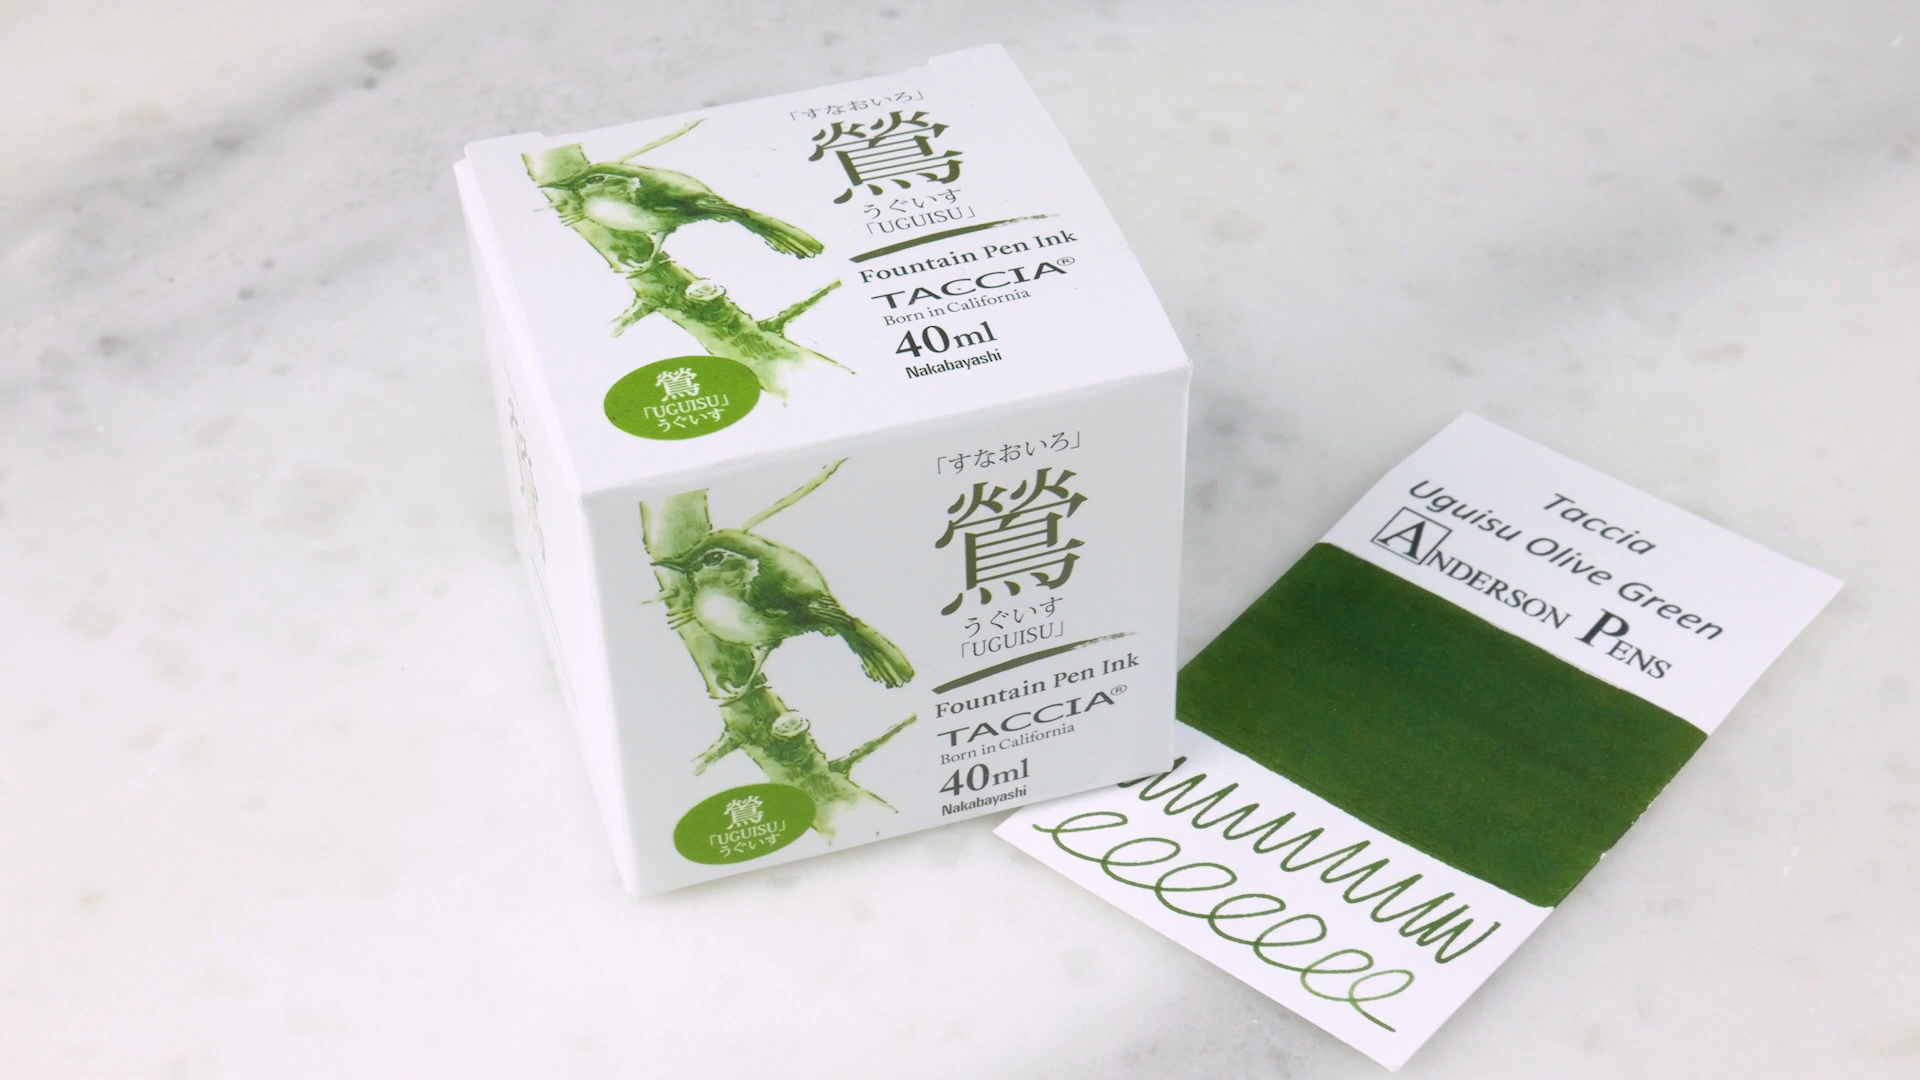 「すなおいろ」
鶯
うぐいす
「UGUISU」
Fountain Pen Ink
TACCIA®
Born in California
40ml
Nakabayashi
鶯
「UGUISU」
うぐいす
「すなおいろ」
鶯
うぐいす
「UGUISU」
Fountain Pen Ink
TACCIA®
Born in California
40ml
Nakabayashi
鶯
「UGUISU」
うぐいす
Taccia
Uguisu Olive Green
ANDERSON PENS